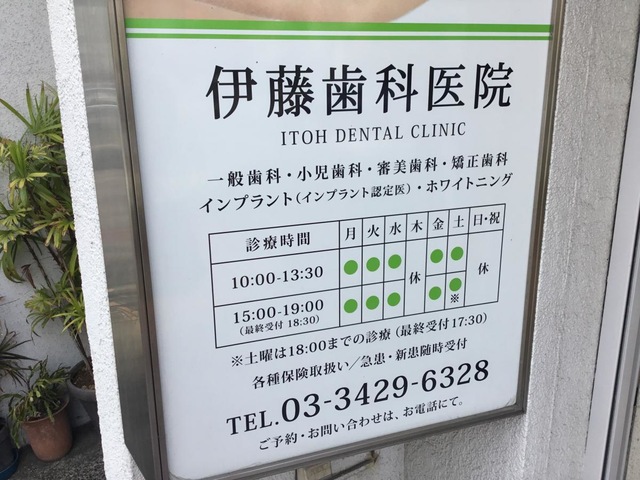 伊藤歯科医院
ITOH DENTAL CLINIC
一般歯科・小児歯科・審美歯科・矯正歯科
インプラント(インプラント認定医)・ホワイトニング
診療時間 月 火 水 木 金 土 日・祝
10:00-13:30 ● ● ● 休 ● ● 休
15:00-19:00 ● ● ● ● ●
(最終受付 18:30) ※
※土曜は18:00までの診療(最終受付17:30)
各種保険取扱い/急患・新患随時受付
TEL.03-3429-6328
ご予約・お問い合わせは、お電話にて。